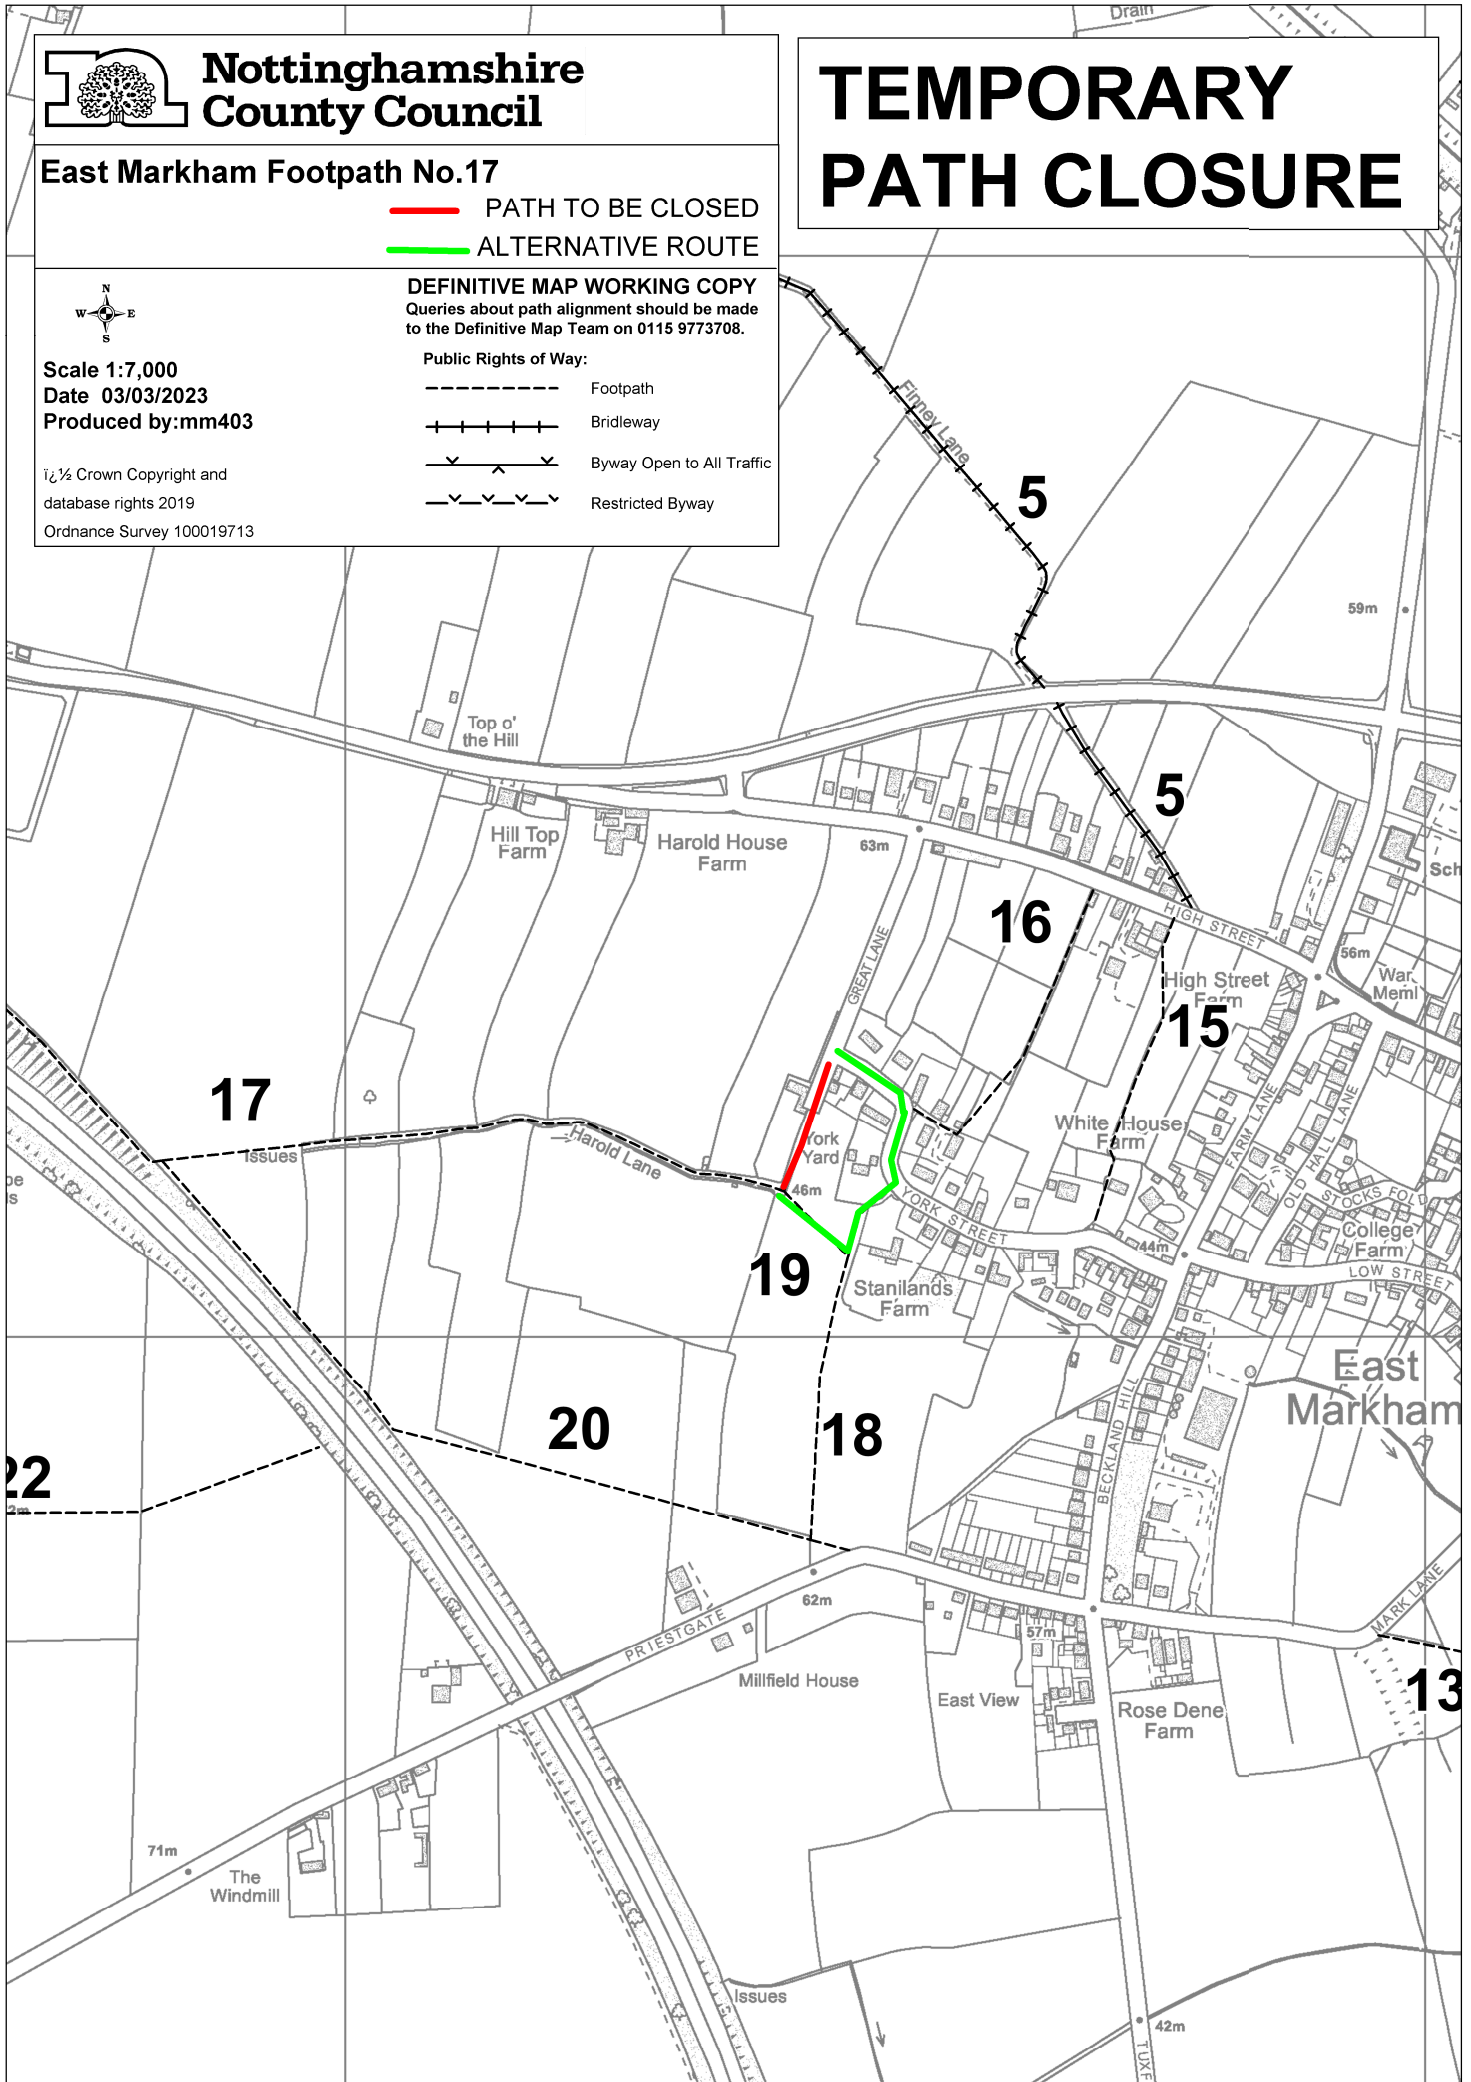 Drain
Nottinghamshire
County Council
TEMPORARY
PATH CLOSURE
East Markham Footpath No.17
PATH TO BE CLOSED
ALTERNATIVE ROUTE
N
W E
S
DEFINITIVE MAP WORKING COPY
Queries about path alignment should be made
to the Definitive Map Team on 0115 9773708.
Public Rights of Way:
Scale 1:7,000
Date 03/03/2023
Produced by:mm403
Footpath
Bridleway
Byway Open to All Traffic
Restricted Byway
ï¿½ Crown Copyright and
database rights 2019
Ordnance Survey 100019713
Finney Lane
5
59m
Top o'
the Hill
5
Hill Top
Farm
Harold House
Farm
63m
Sch
16
HIGH STREET
GREAT LANE
56m
War
Meml
High Street
Farm
15
17
Issues
Harold Lane
York
Yard
46m
White House
Farm
FARM LANE
OLD HALL LANE
STOCKS FOLD
YORK STREET
College
Farm
44m
LOW STREET
19
Stanilands
Farm
East
Markham
20
18
BECKLAND HILL
22
2m
62m
PRIESTGATE
MARK LANE
57m
Millfield House
East View
Rose Dene
Farm
13
71m
The
Windmill
Issues
42m
TUXF